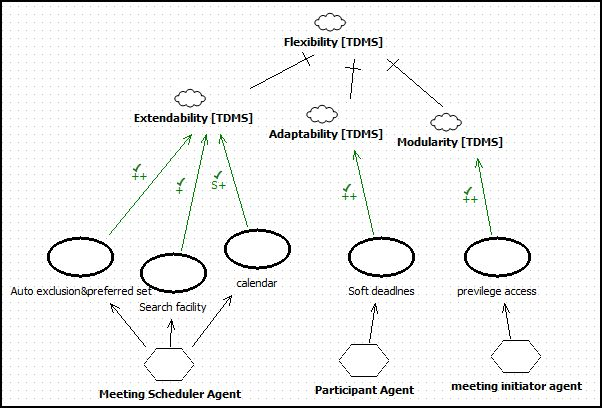 Flexibility [TDMS]
Extendability [TDMS]
Adaptability [TDMS]
Modularity [TDMS]
++
+
S+
++
++
Auto exclusion&preferred set
Search facility
calendar
Soft deadlnes
previlege access
Meeting Scheduler Agent
Participant Agent
meeting initiator agent